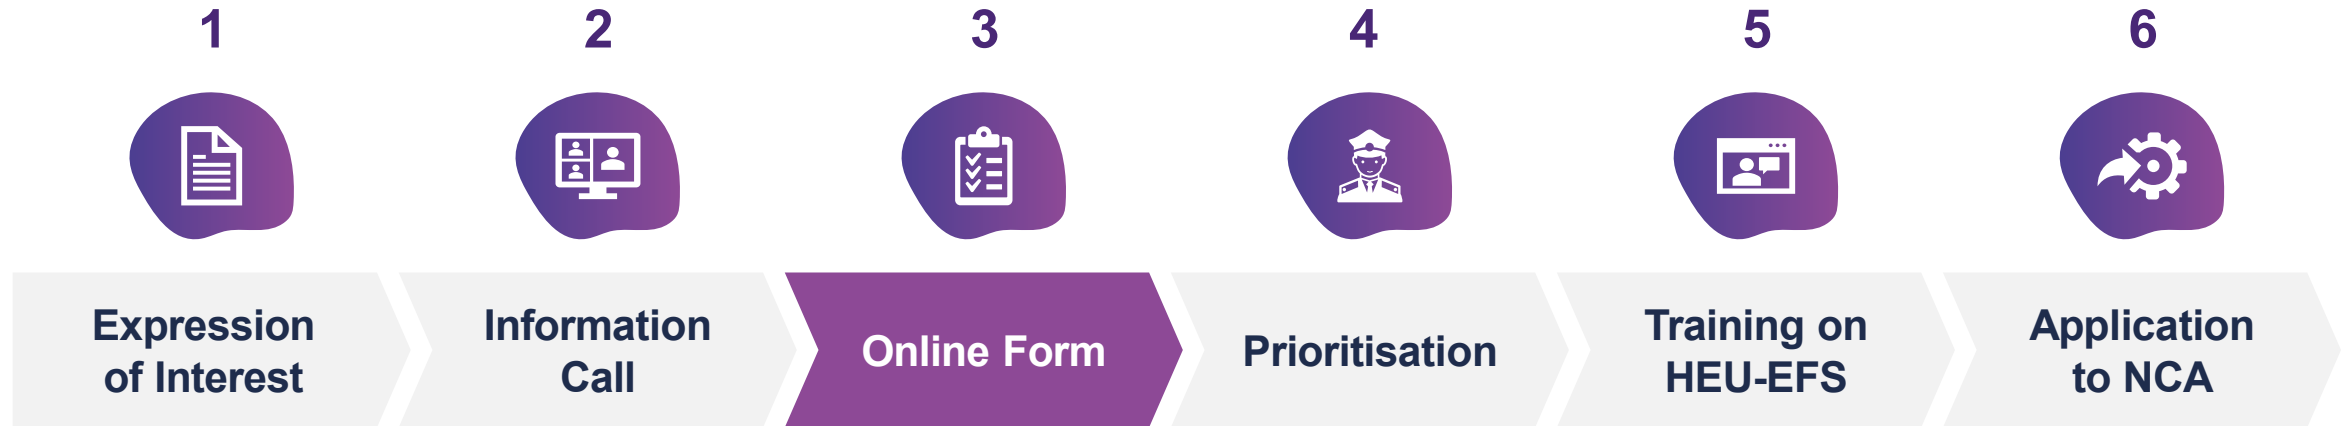 1
2
3
4
5
6
Expression
of Interest
Information
Call
Online Form
Prioritisation
Training on
HEU-EFS
Application
to NCA